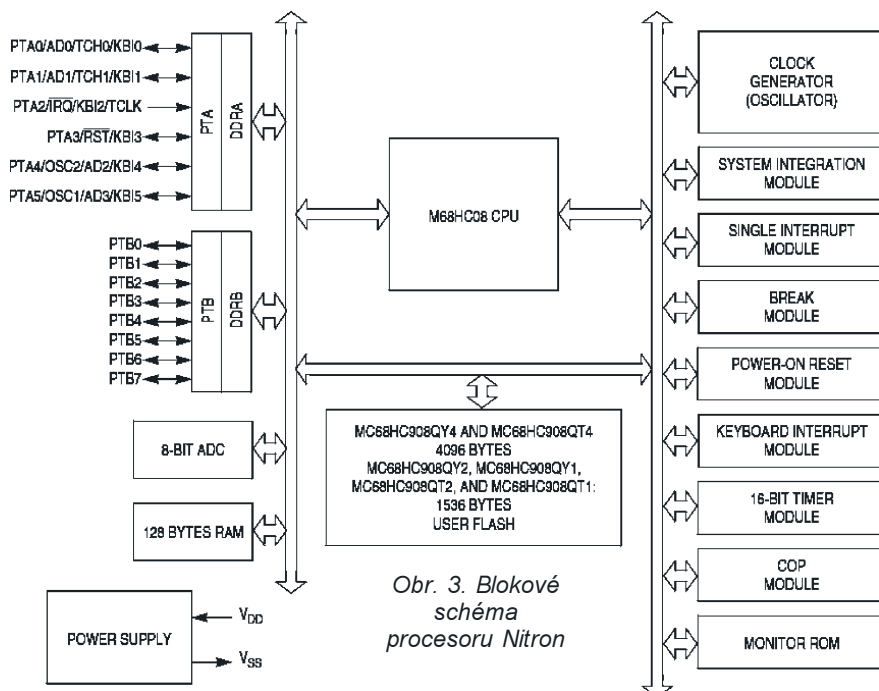 PTA0/AD0/TCH0/KBI0
PTA1/AD1/TCH1/KBI1
PTA2/IRQ/KBI2/TCLK
PTA3/RST/KBI3
PTA4/OSC2/AD2/KBI4
PTA5/OSC1/AD3/KBI5
PTA
DDRA
PTB0
PTB1
PTB2
PTB3
PTB4
PTB5
PTB6
PTB7
PTB
DDRB
8-BIT ADC
128 BYTES RAM
POWER SUPPLY
VDD
VSS
M68HC08 CPU
MC68HC908QY4 AND MC68HC908QT4
4096 BYTES
MC68HC908QY2, MC68HC908QY1,
MC68HC908QT2, AND MC68HC908QT1:
1536 BYTES
USER FLASH
Obr. 3. Blokové
schéma
procesoru Nitron
CLOCK
GENERATOR
(OSCILLATOR)
SYSTEM INTEGRATION
MODULE
SINGLE INTERRUPT
MODULE
BREAK
MODULE
POWER-ON RESET
MODULE
KEYBOARD INTERRUPT
MODULE
16-BIT TIMER
MODULE
COP
MODULE
MONITOR ROM